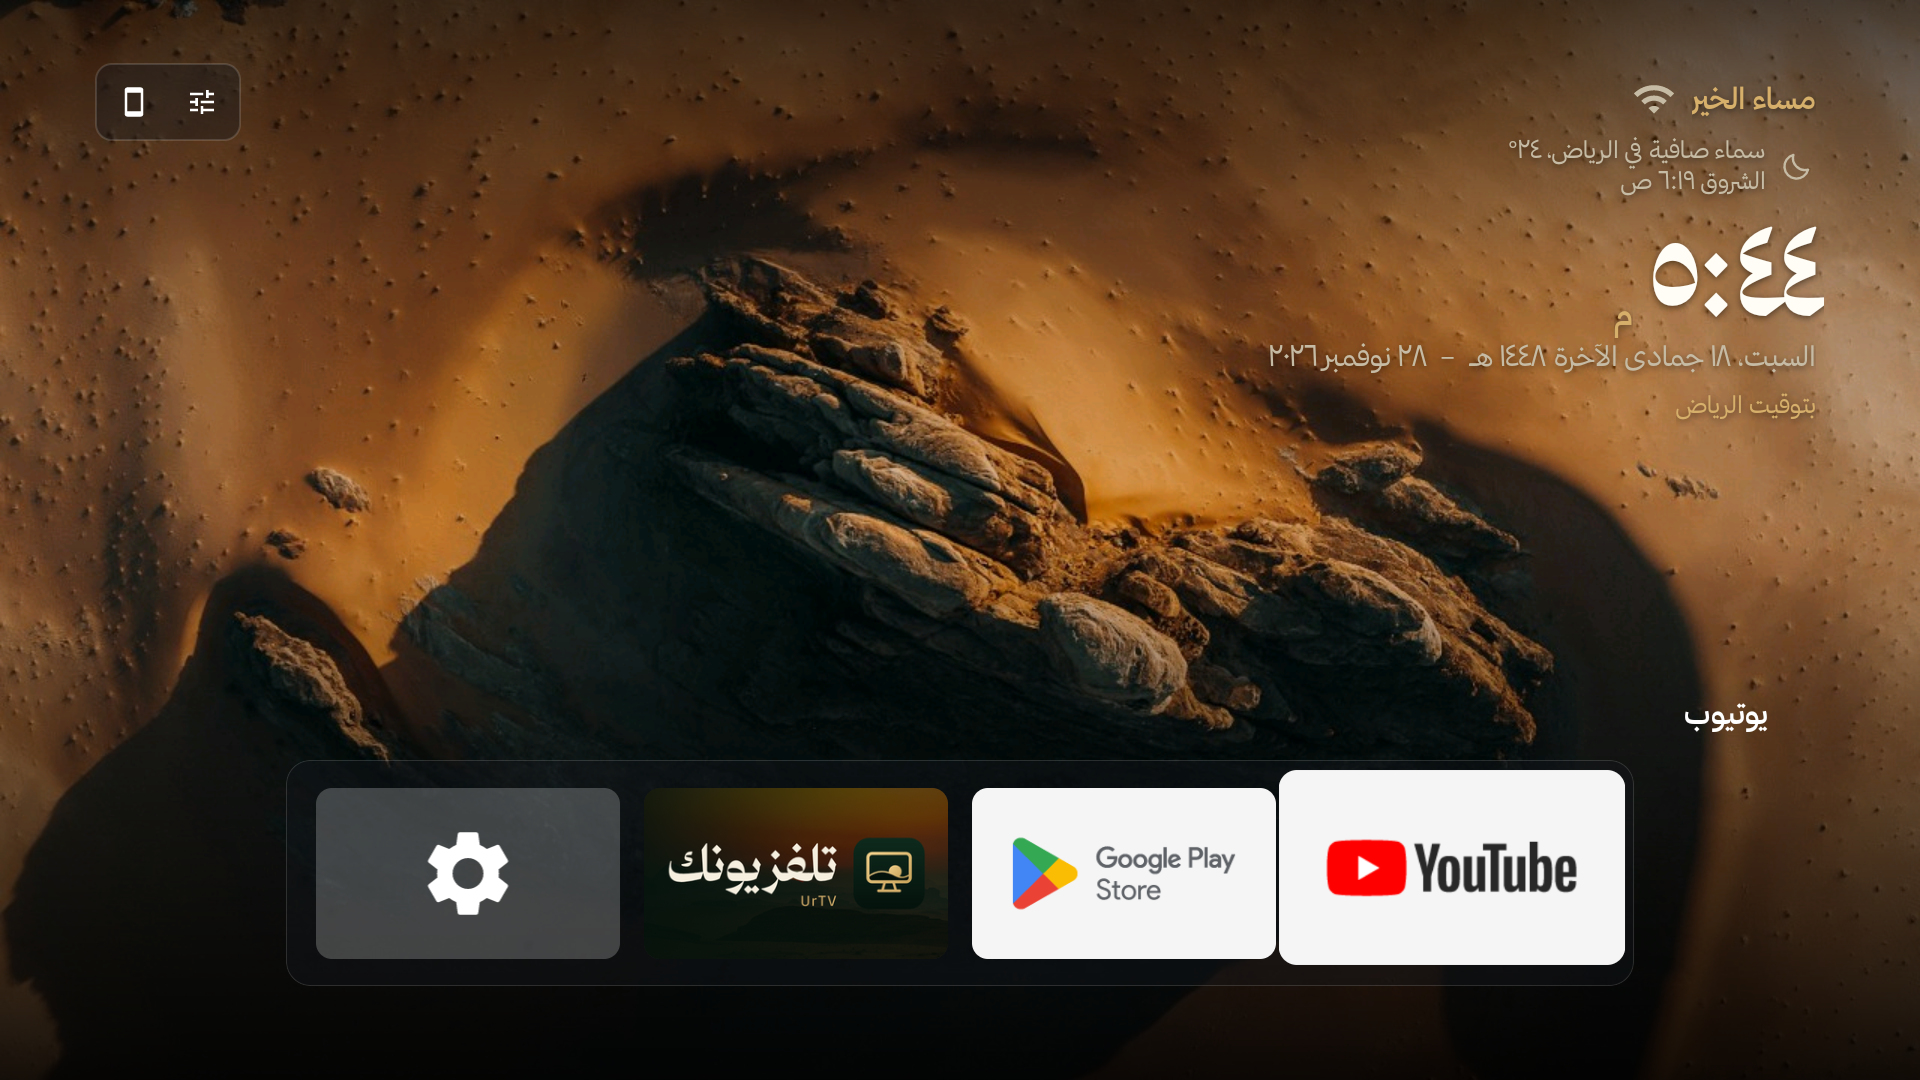 مساء الخير
سماء صافية في الرياض، ٢٤°
الشروق ٦:١٩ ص
٥:٤٤ م
السبت، ١٨ جمادى الآخرة ١٤٤٨ هـ – ٢٨ نوفمبر ٢٠٢٦
بتوقيت الرياض
يوتيوب
YouTube
Google Play
Store
تلفزيونك
UrTV